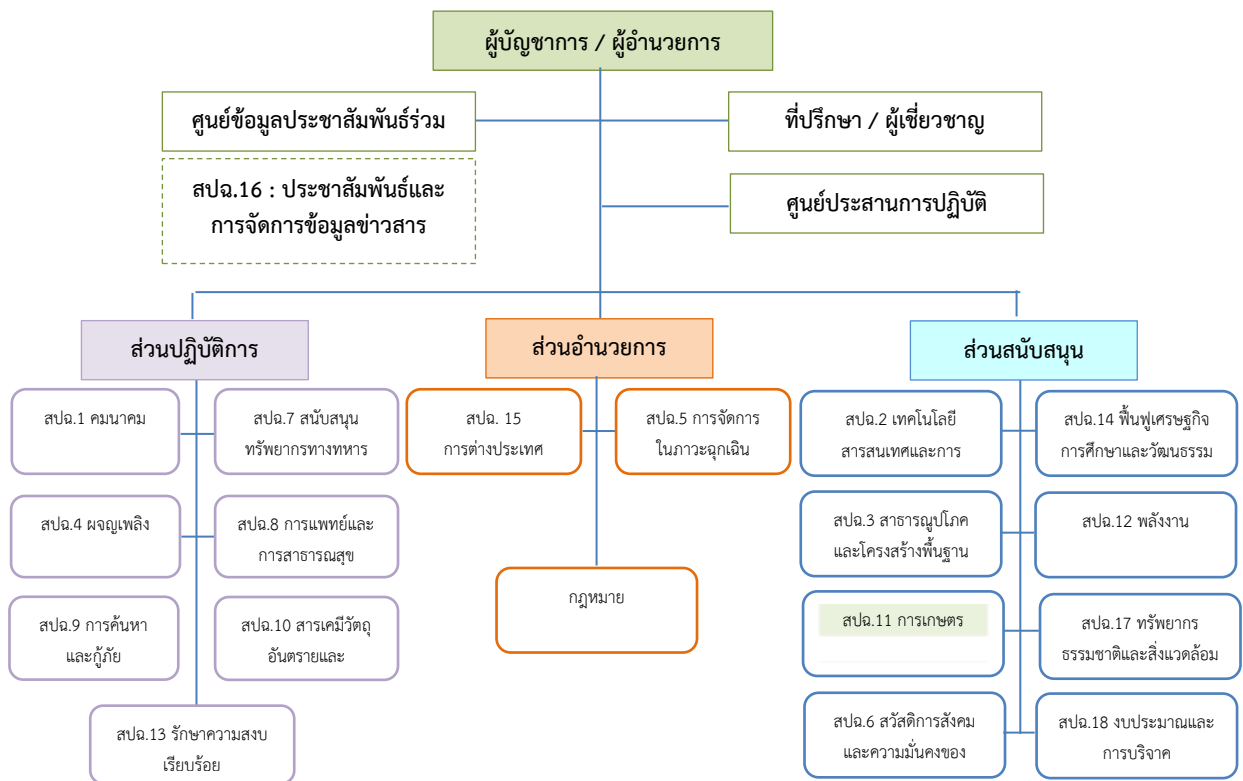 ผู้บัญชาการ / ผู้อำนวยการ
ศูนย์ข้อมูลประชาสัมพันธ์ร่วม
ที่ปรึกษา / ผู้เชี่ยวชาญ
สปฉ.16 : ประชาสัมพันธ์และ
การจัดการข้อมูลข่าวสาร
ศูนย์ประสานการปฏิบัติ
ส่วนปฏิบัติการ
สปฉ.1 คมนาคม
สปฉ.7 สนับสนุน
ทรัพยากรทางทหาร
สปฉ.4 ผจญเพลิง
สปฉ.8 การแพทย์และ
การสาธารณสุข
สปฉ.9 การค้นหา
และกู้ภัย
สปฉ.10 สารเคมีวัตถุ
อันตรายและ
สปฉ.13 รักษาความสงบ
เรียบร้อย
ส่วนอำนวยการ
สปฉ. 15
การต่างประเทศ
สปฉ.5 การจัดการ
ในภาวะฉุกเฉิน
กฎหมาย
ส่วนสนับสนุน
สปฉ.2 เทคโนโลยี
สารสนเทศและการ
สปฉ.14 ฟื้นฟูเศรษฐกิจ
การศึกษาและวัฒนธรรม
สปฉ.3 สาธารณูปโภค
และโครงสร้างพื้นฐาน
สปฉ.12 พลังงาน
สปฉ.11 การเกษตร
สปฉ.17 ทรัพยากร
ธรรมชาติและสิ่งแวดล้อม
สปฉ.6 สวัสดิการสังคม
และความมั่นคงของ
สปฉ.18 งบประมาณและ
การบริจาค